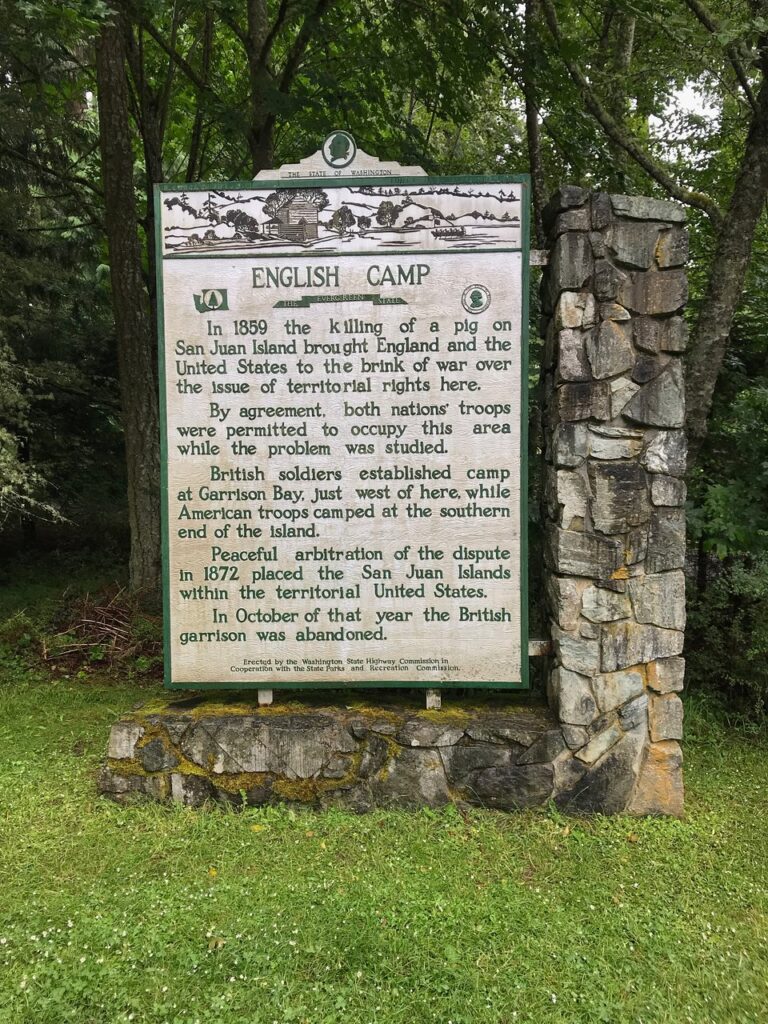 THE STATE OF WASHINGTON
ENGLISH CAMP
THE EVERGREEN STATE
In 1859 the killing of a pig on
San Juan Island brought England and the
United States to the brink of war over
the issue of territorial rights here.
By agreement, both nations' troops
were permitted to occupy this area
while the problem was studied.
British soldiers established camp
at Garrison Bay, just west of here, while
American troops camped at the southern
end of the island.
Peaceful arbitration of the dispute
in 1872 placed the San Juan Islands
within the territorial United States.
In October of that year the British
garrison was abandoned.
Erected by the Washington State Highway Commission in
Cooperation with the State Parks and Recreation Commission.